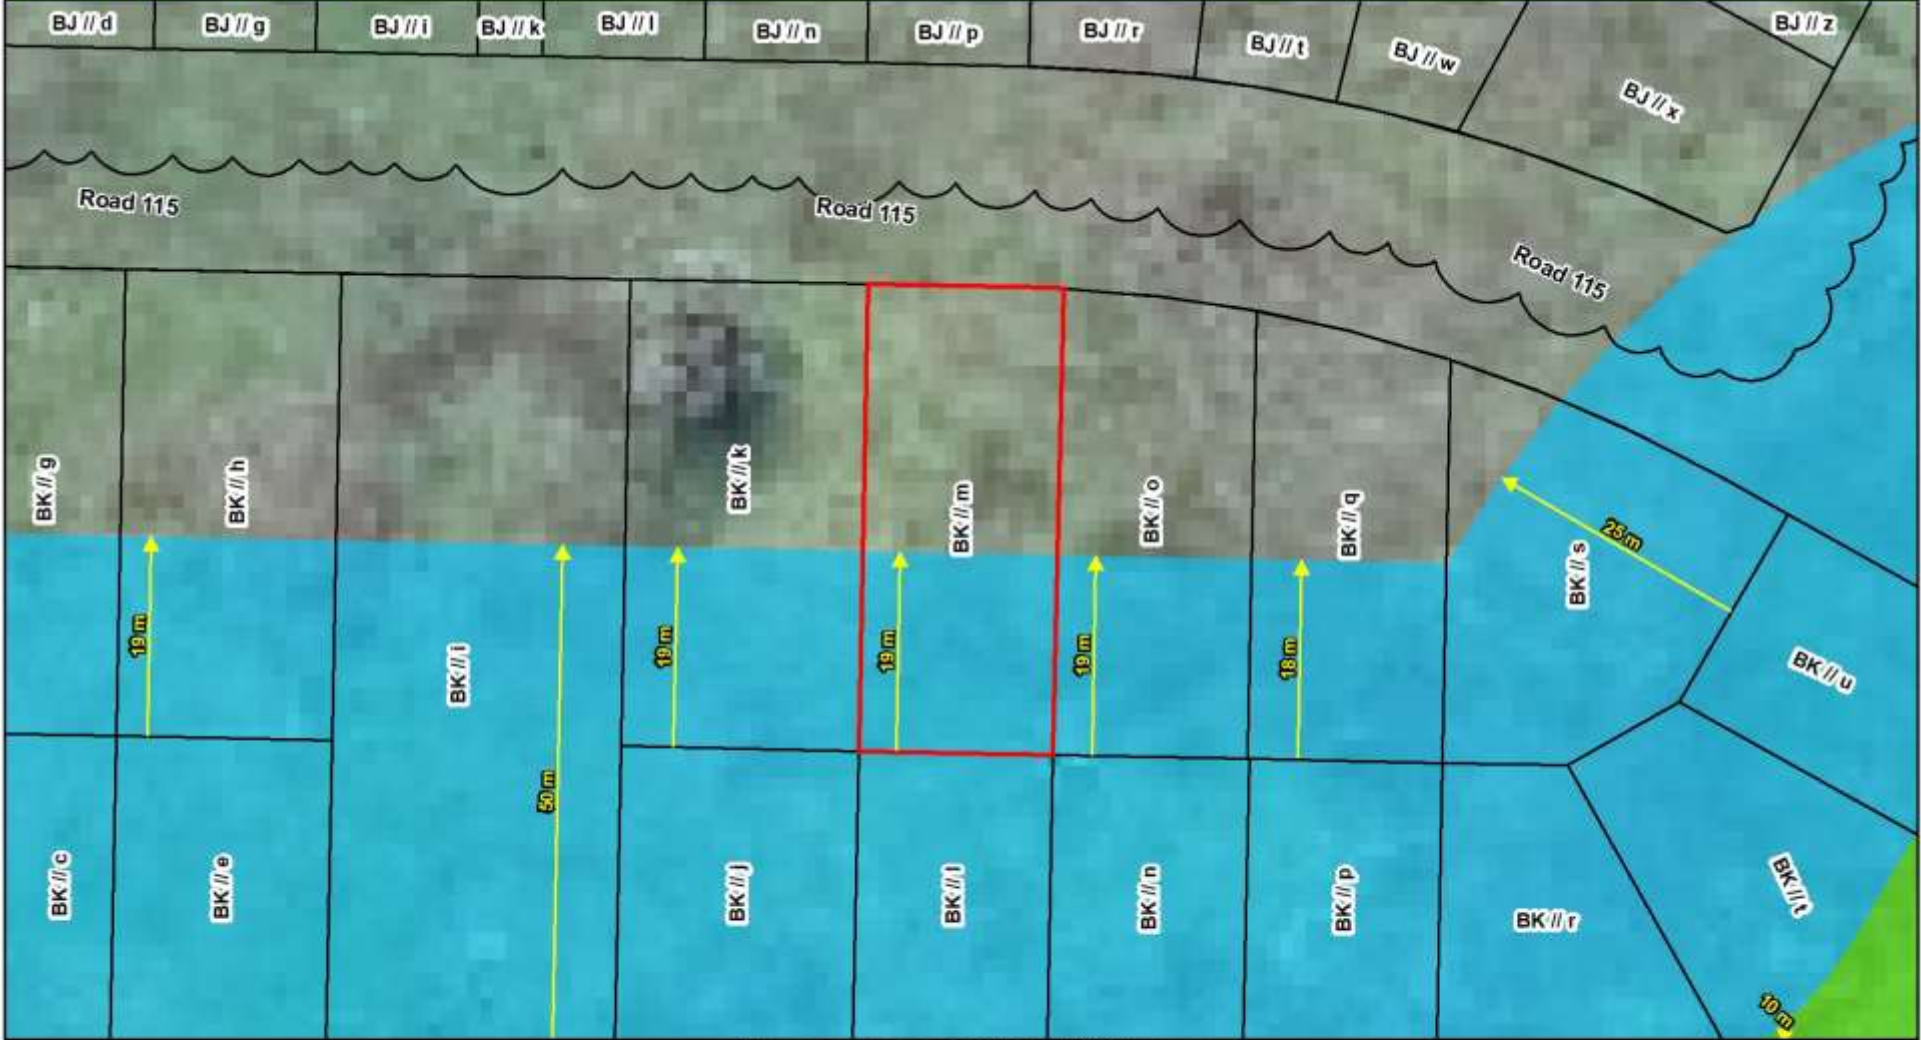 BJ // d
BJ // g
BJ // i
BJ // k
BJ // l
BJ // n
BJ // p
BJ // r
BJ // t
BJ // w
BJ // x
BJ // z
Road 115
Road 115
Road 115
BK // g
BK // h
BK // k
BK // m
BK // o
BK // q
BK // s
25 m
19 m
BK // i
19 m
19 m
19 m
18 m
BK // u
50 m
BK // c
BK // e
BK // j
BK // l
BK // n
BK // p
BK // r
BK // t
10 m